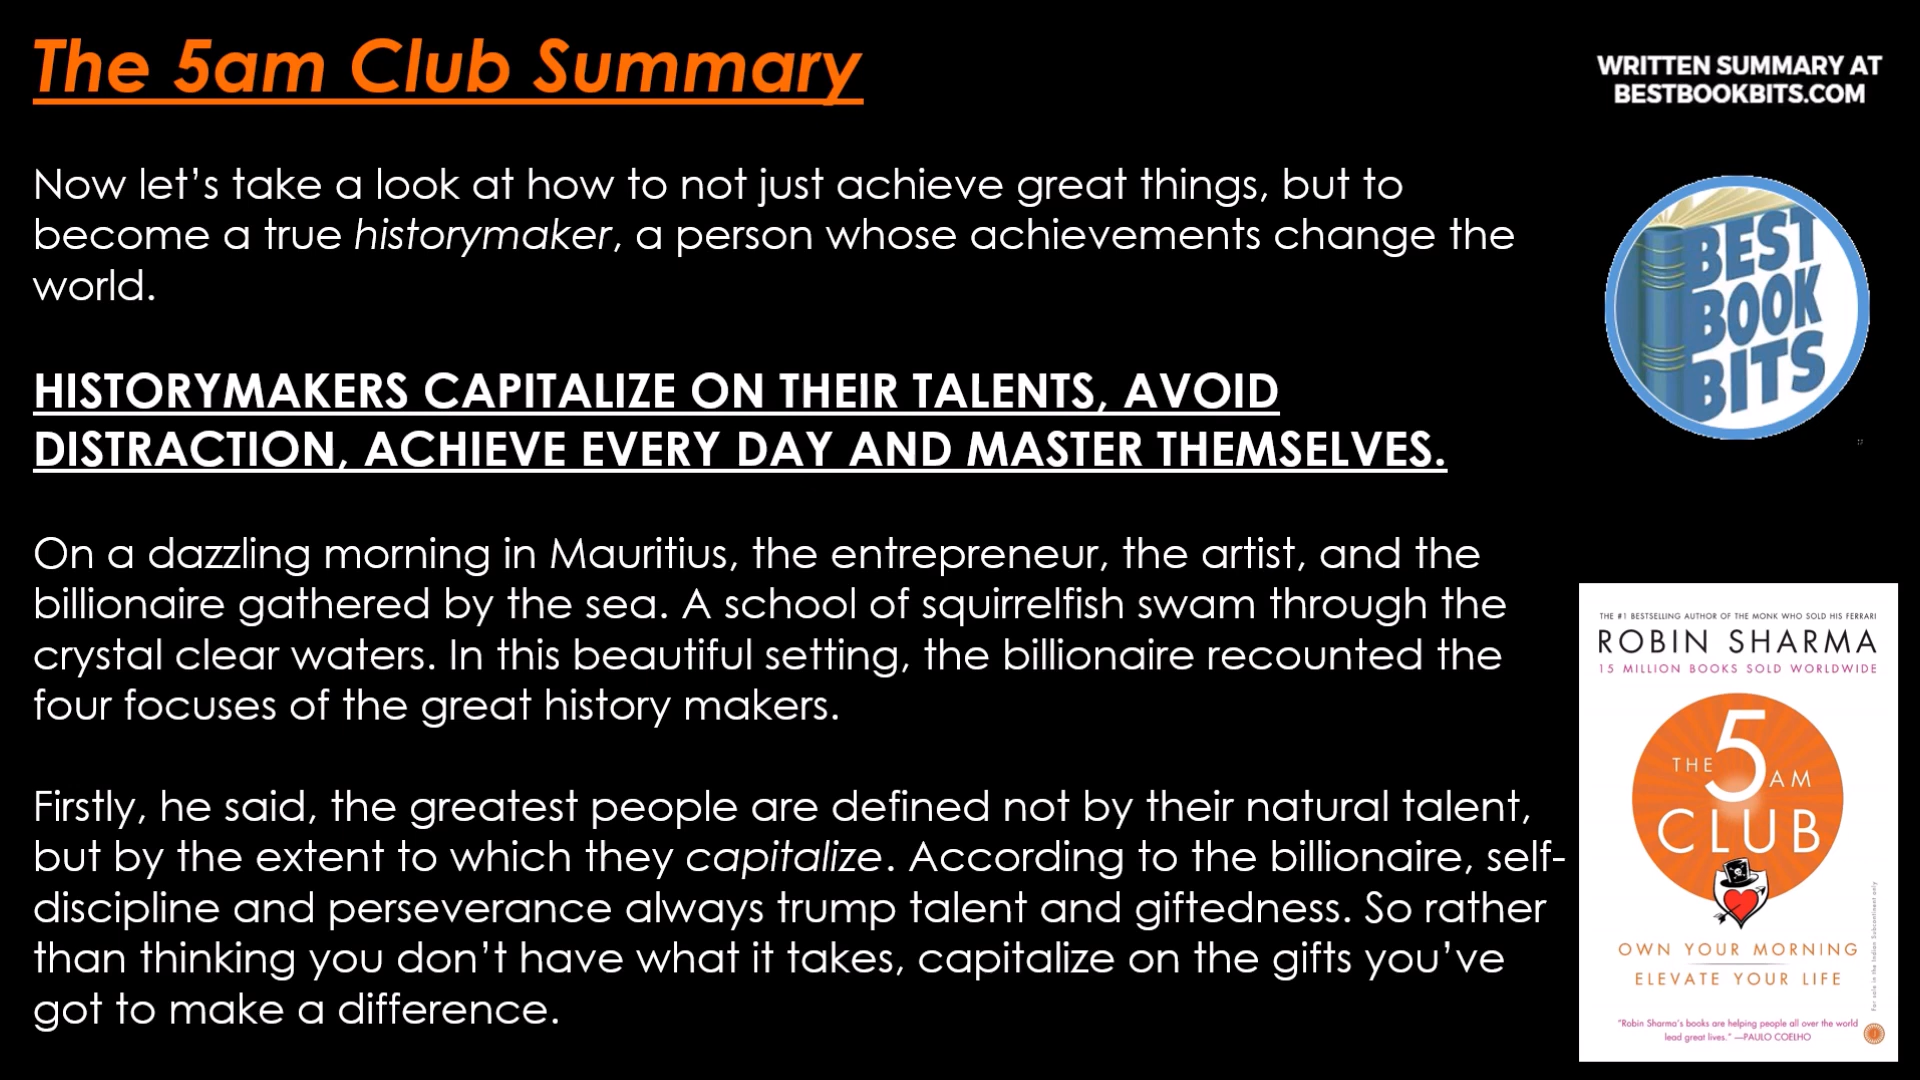 The 5am Club Summary
WRITTEN SUMMARY AT
BESTBOOKBITS.COM
Now let’s take a look at how to not just achieve great things, but to
become a true historymaker, a person whose achievements change the
world.
HISTORYMAKERS CAPITALIZE ON THEIR TALENTS, AVOID
DISTRACTION, ACHIEVE EVERY DAY AND MASTER THEMSELVES.
On a dazzling morning in Mauritius, the entrepreneur, the artist, and the
billionaire gathered by the sea. A school of squirrelfish swam through the
crystal clear waters. In this beautiful setting, the billionaire recounted the
four focuses of the great history makers.
Firstly, he said, the greatest people are defined not by their natural talent,
but by the extent to which they capitalize. According to the billionaire, self-
discipline and perseverance always trump talent and giftedness. So rather
than thinking you don’t have what it takes, capitalize on the gifts you’ve
got to make a difference.
BEST
BOOK
BITS
THE #1 BESTSELLING AUTHOR OF THE MONK WHO SOLD HIS FERRARI
ROBIN SHARMA
15 MILLION BOOKS SOLD WORLDWIDE
THE 5 AM
CLUB
OWN YOUR MORNING
ELEVATE YOUR LIFE
For sale in the Indian Subcontinent only
"Robin Sharma's books are helping people all over the world
lead great lives." —PAULO COELHO